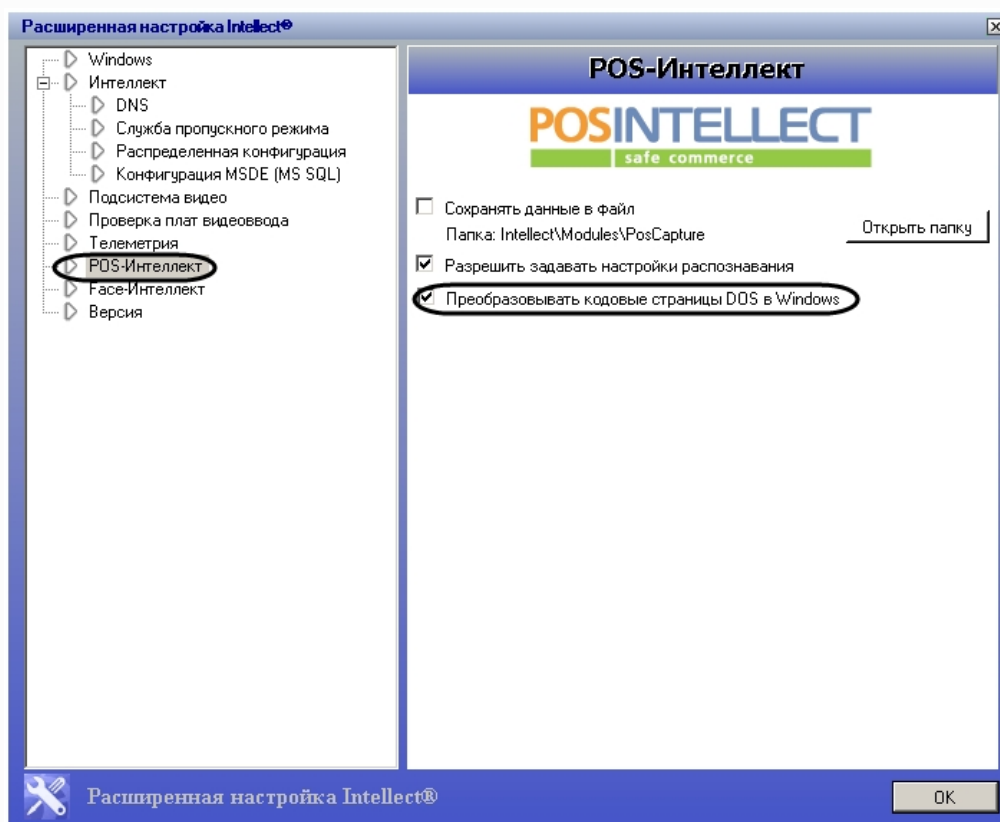 Расширенная настройка Intellect®
Windows
Интеллект
DNS
Служба пропускного режима
Распределенная конфигурация
Конфигурация MSDE (MS SQL)
Подсистема видео
Проверка плат видеоввода
Телеметрия
POS-Интеллект
Face-Интеллект
Версия
POS-Интеллект
POSINTELLECT
safe commerce
Сохранять данные в файл
Папка: Intellect\Modules\PosCapture
Открыть папку
Разрешить задавать настройки распознавания
Преобразовывать кодовые страницы DOS в Windows
Расширенная настройка Intellect®
OK